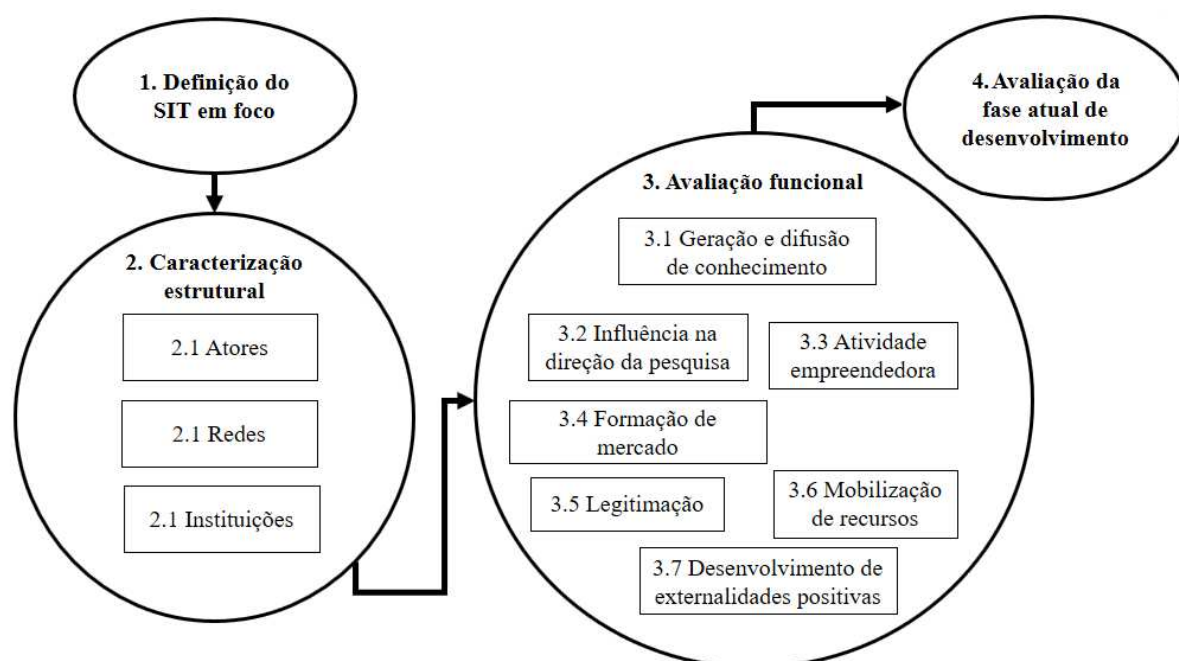 1. Definição do
SIT em foco
2. Caracterização
estrutural
2.1 Atores
2.1 Redes
2.1 Instituições
3. Avaliação funcional
3.1 Geração e difusão
de conhecimento
3.2 Influência na
direção da pesquisa
3.3 Atividade
empreendedora
3.4 Formação de
mercado
3.5 Legitimação
3.6 Mobilização
de recursos
3.7 Desenvolvimento de
externalidades positivas
4. Avaliação da
fase atual de
desenvolvimento